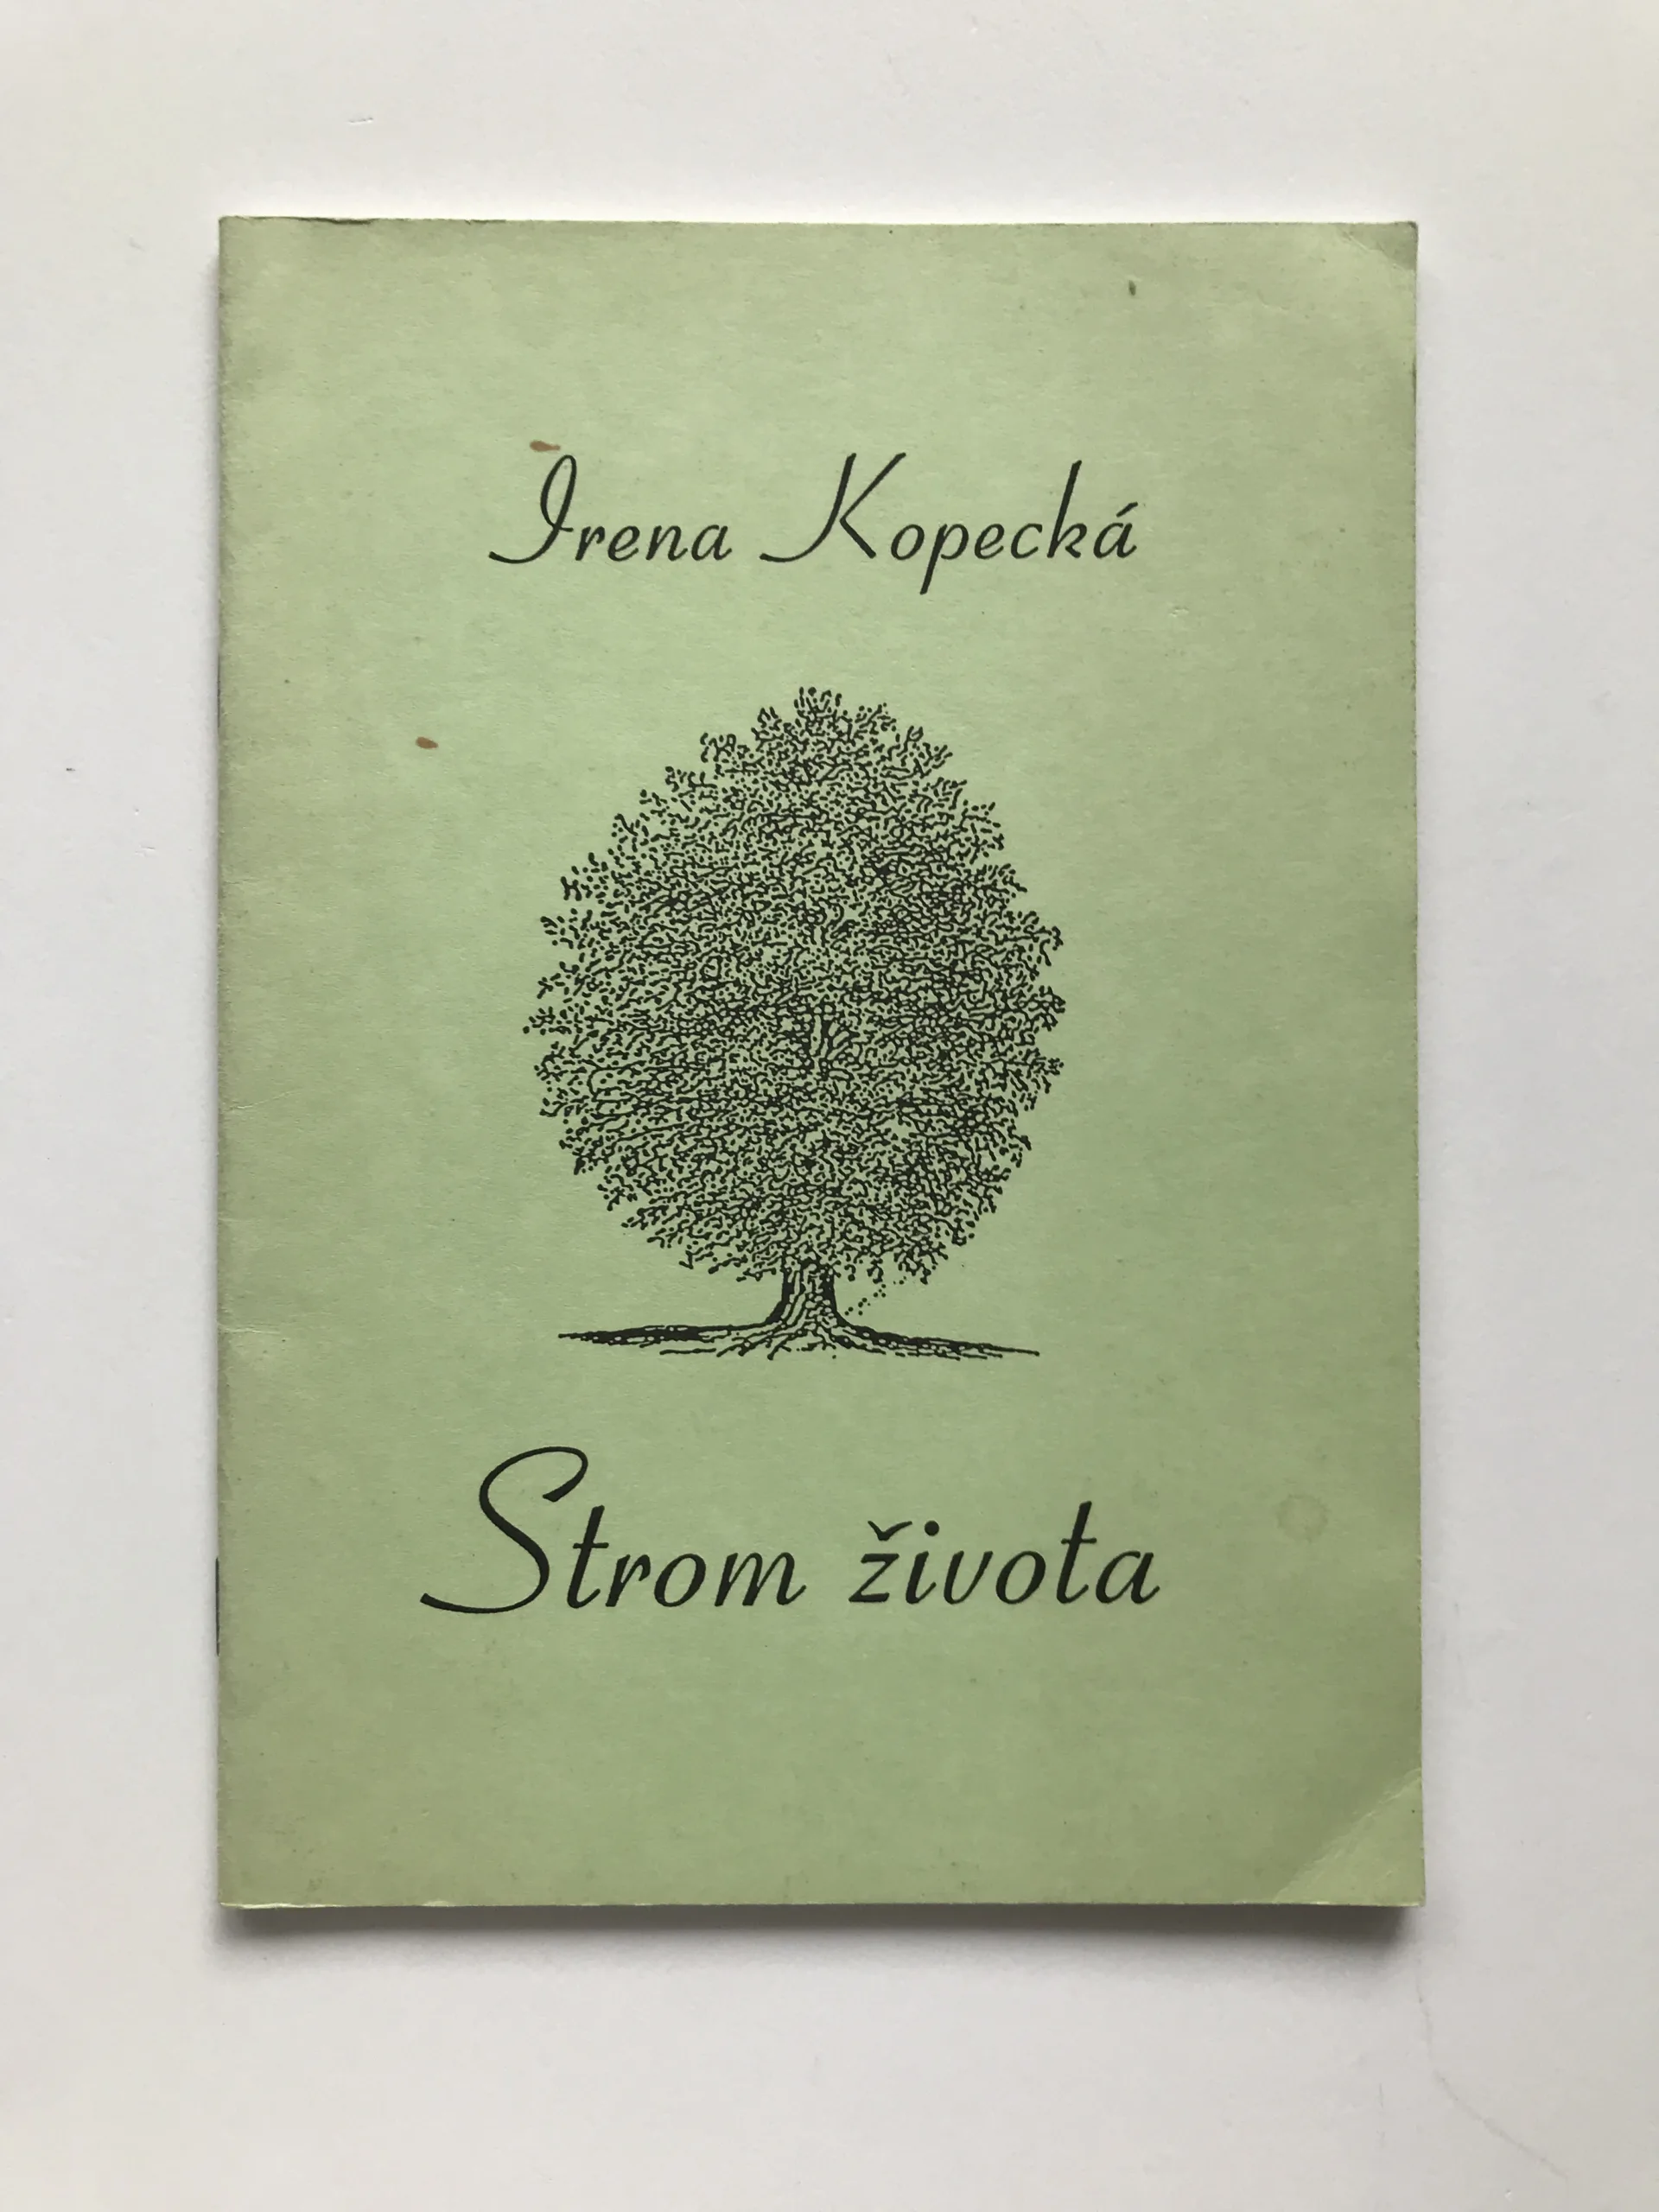 Irena Kopecká
Strom života